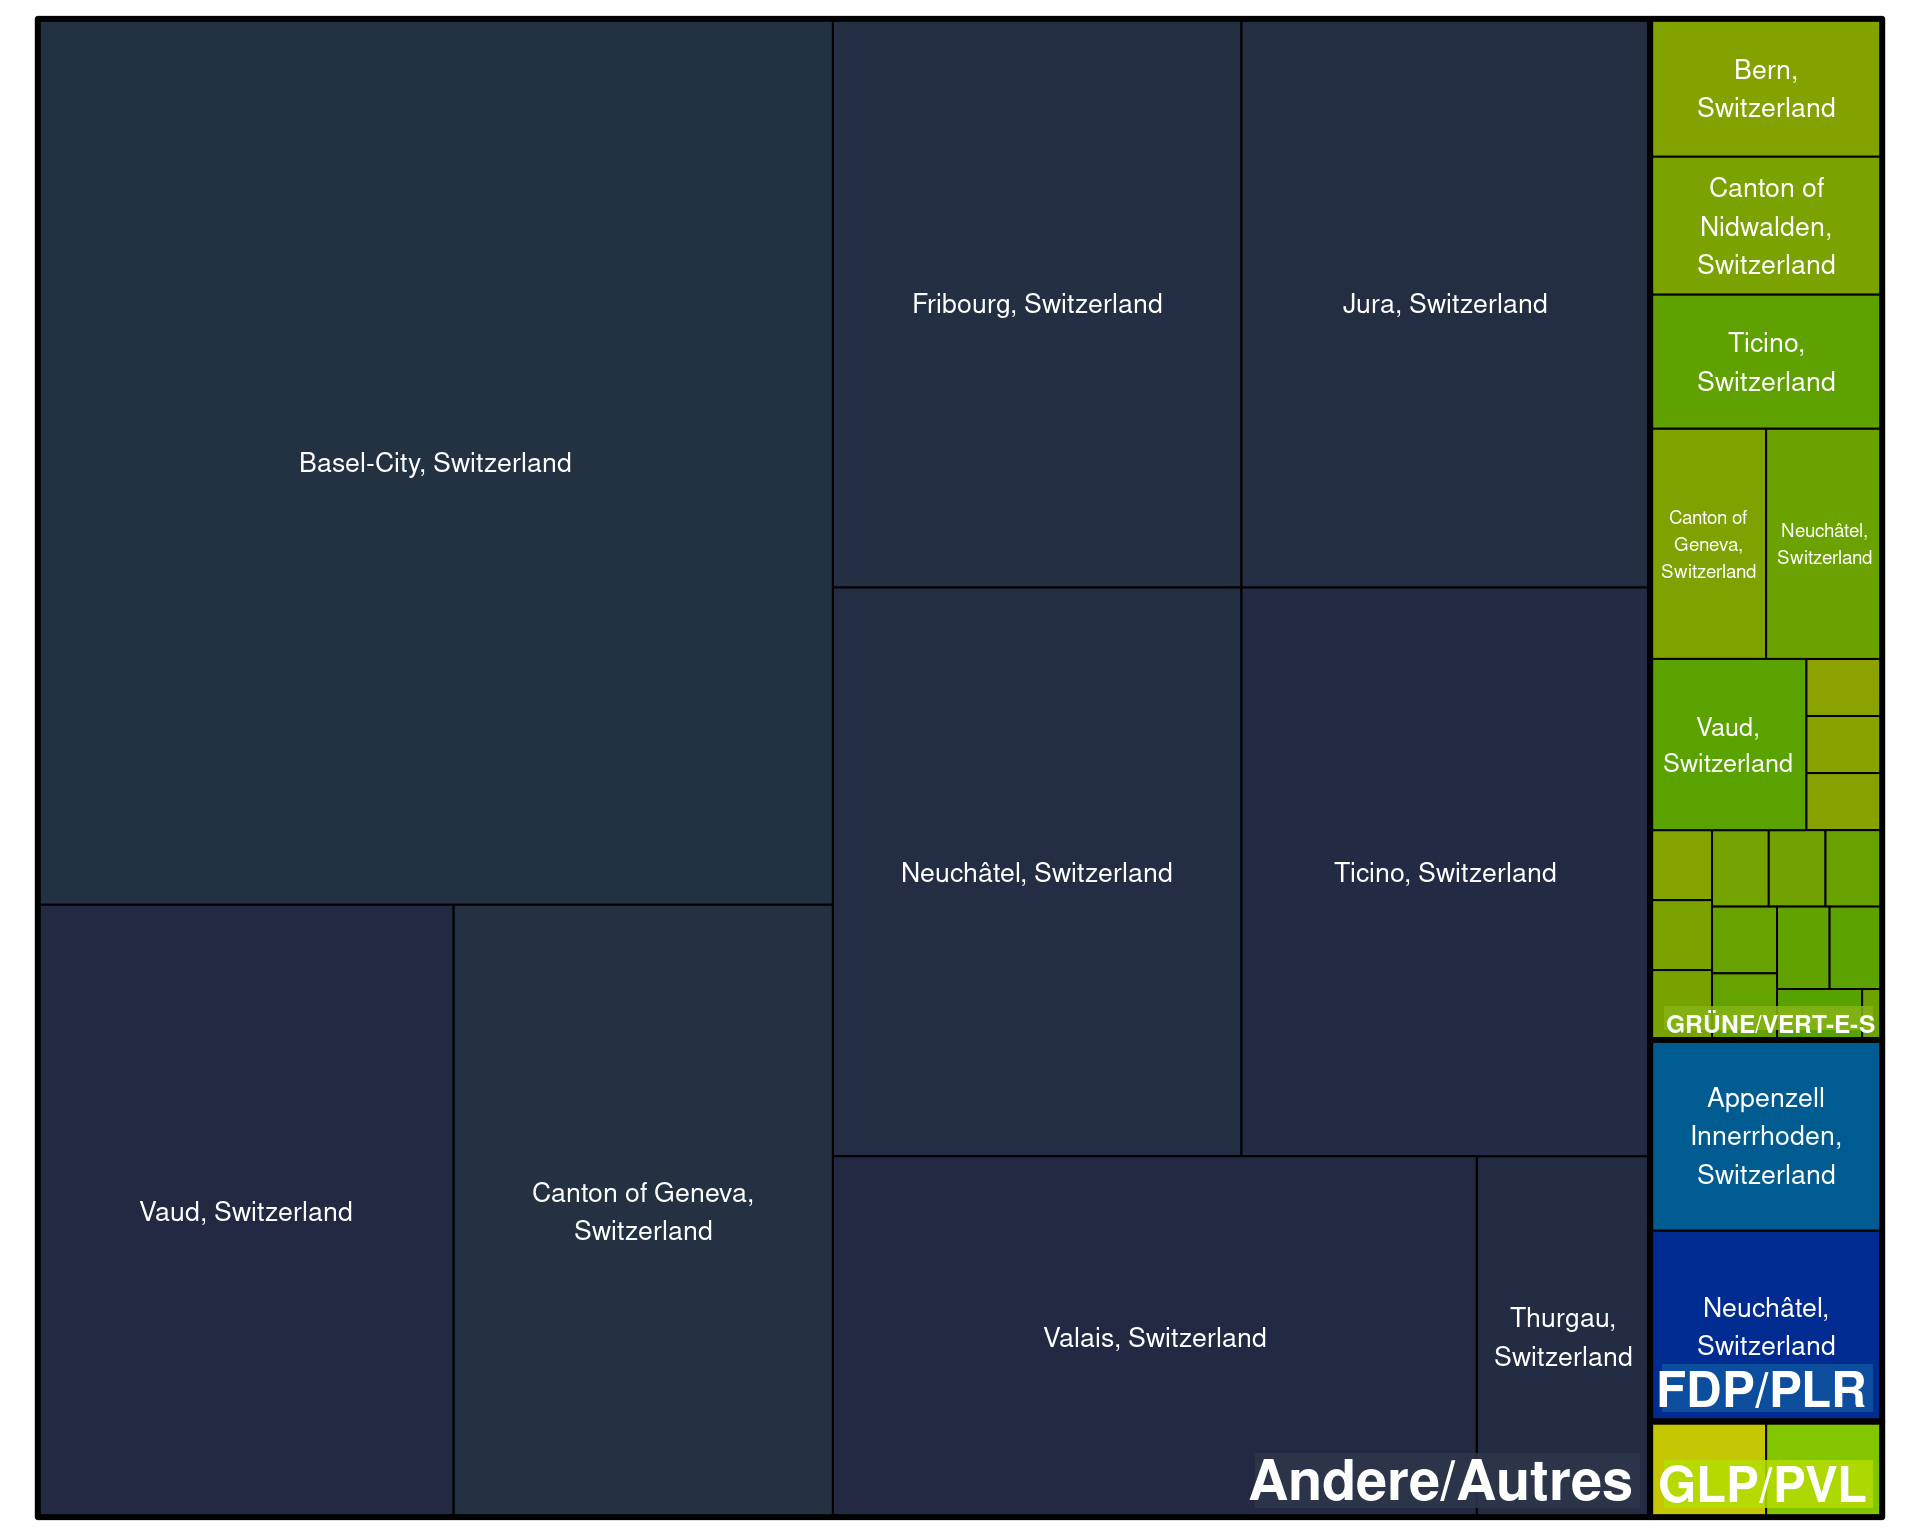 Basel-City, Switzerland
Fribourg, Switzerland
Jura, Switzerland
Neuchâtel, Switzerland
Ticino, Switzerland
Vaud, Switzerland
Canton of Geneva,
Switzerland
Valais, Switzerland
Thurgau,
Switzerland
Andere/Autres
Bern,
Switzerland
Canton of
Nidwalden,
Switzerland
Ticino,
Switzerland
Canton of
Geneva,
Switzerland
Neuchâtel,
Switzerland
Vaud,
Switzerland
GRÜNE/VERT-E-S
Appenzell
Innerrhoden,
Switzerland
Neuchâtel,
Switzerland
FDP/PLR
GLP/PVL